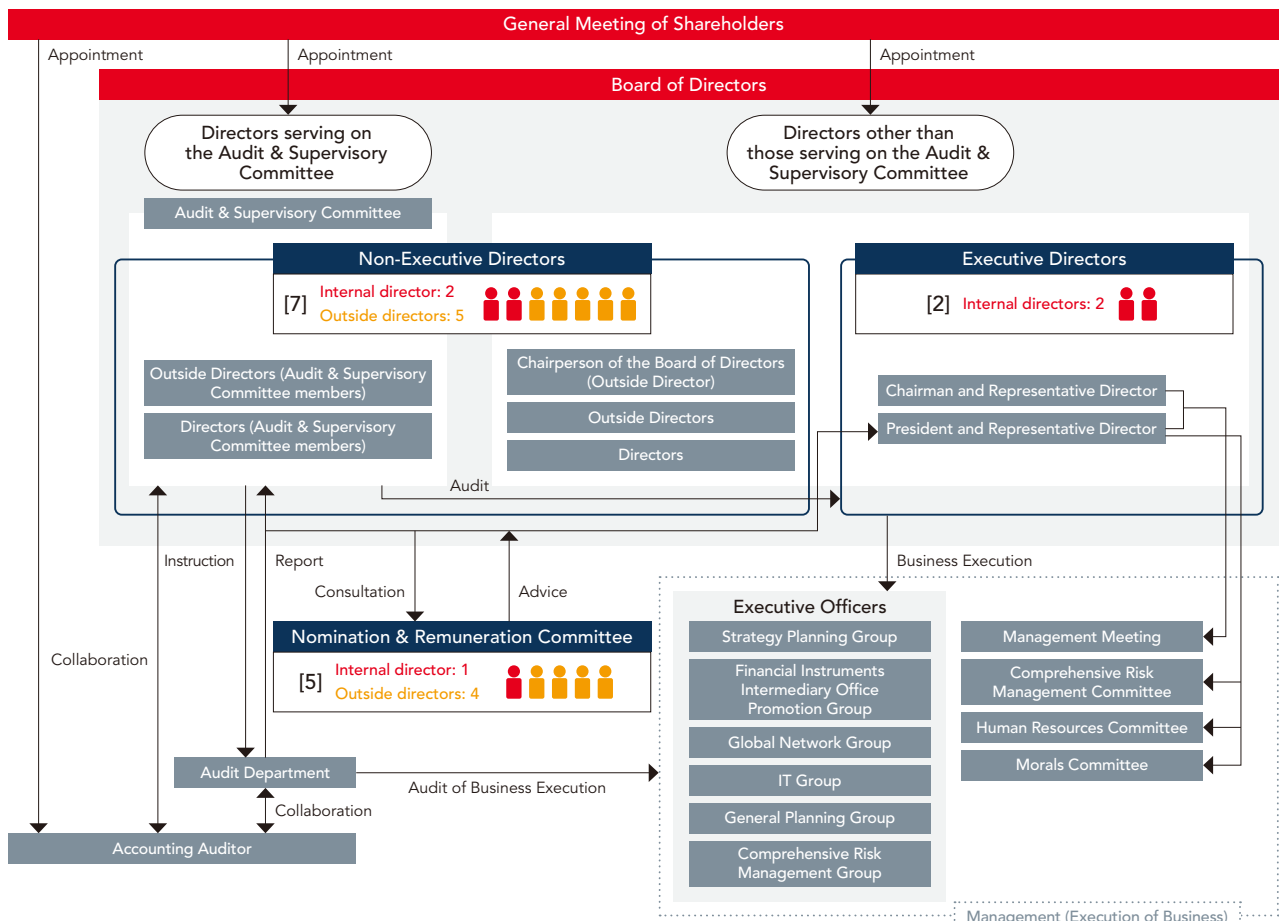 General Meeting of Shareholders
Appointment
Appointment
Appointment
Board of Directors
Directors serving on
the Audit & Supervisory
Committee
Directors other than
those serving on the Audit &
Supervisory Committee
Audit & Supervisory Committee
Non-Executive Directors
[7]
Internal director: 2
Outside directors: 5
Executive Directors
[2]
Internal directors: 2
Outside Directors (Audit & Supervisory
Committee members)
Directors (Audit & Supervisory
Committee members)
Chairperson of the Board of Directors
(Outside Director)
Outside Directors
Directors
Chairman and Representative Director
President and Representative Director
Audit
Instruction
Report
Consultation
Advice
Business Execution
Collaboration
Nomination & Remuneration Committee
[5]
Internal director: 1
Outside directors: 4
Executive Officers
Strategy Planning Group
Financial Instruments
Intermediary Office
Promotion Group
Global Network Group
IT Group
General Planning Group
Comprehensive Risk
Management Group
Management Meeting
Comprehensive Risk
Management Committee
Human Resources Committee
Morals Committee
Audit Department
Audit of Business Execution
Collaboration
Accounting Auditor
Management (Execution of Business)